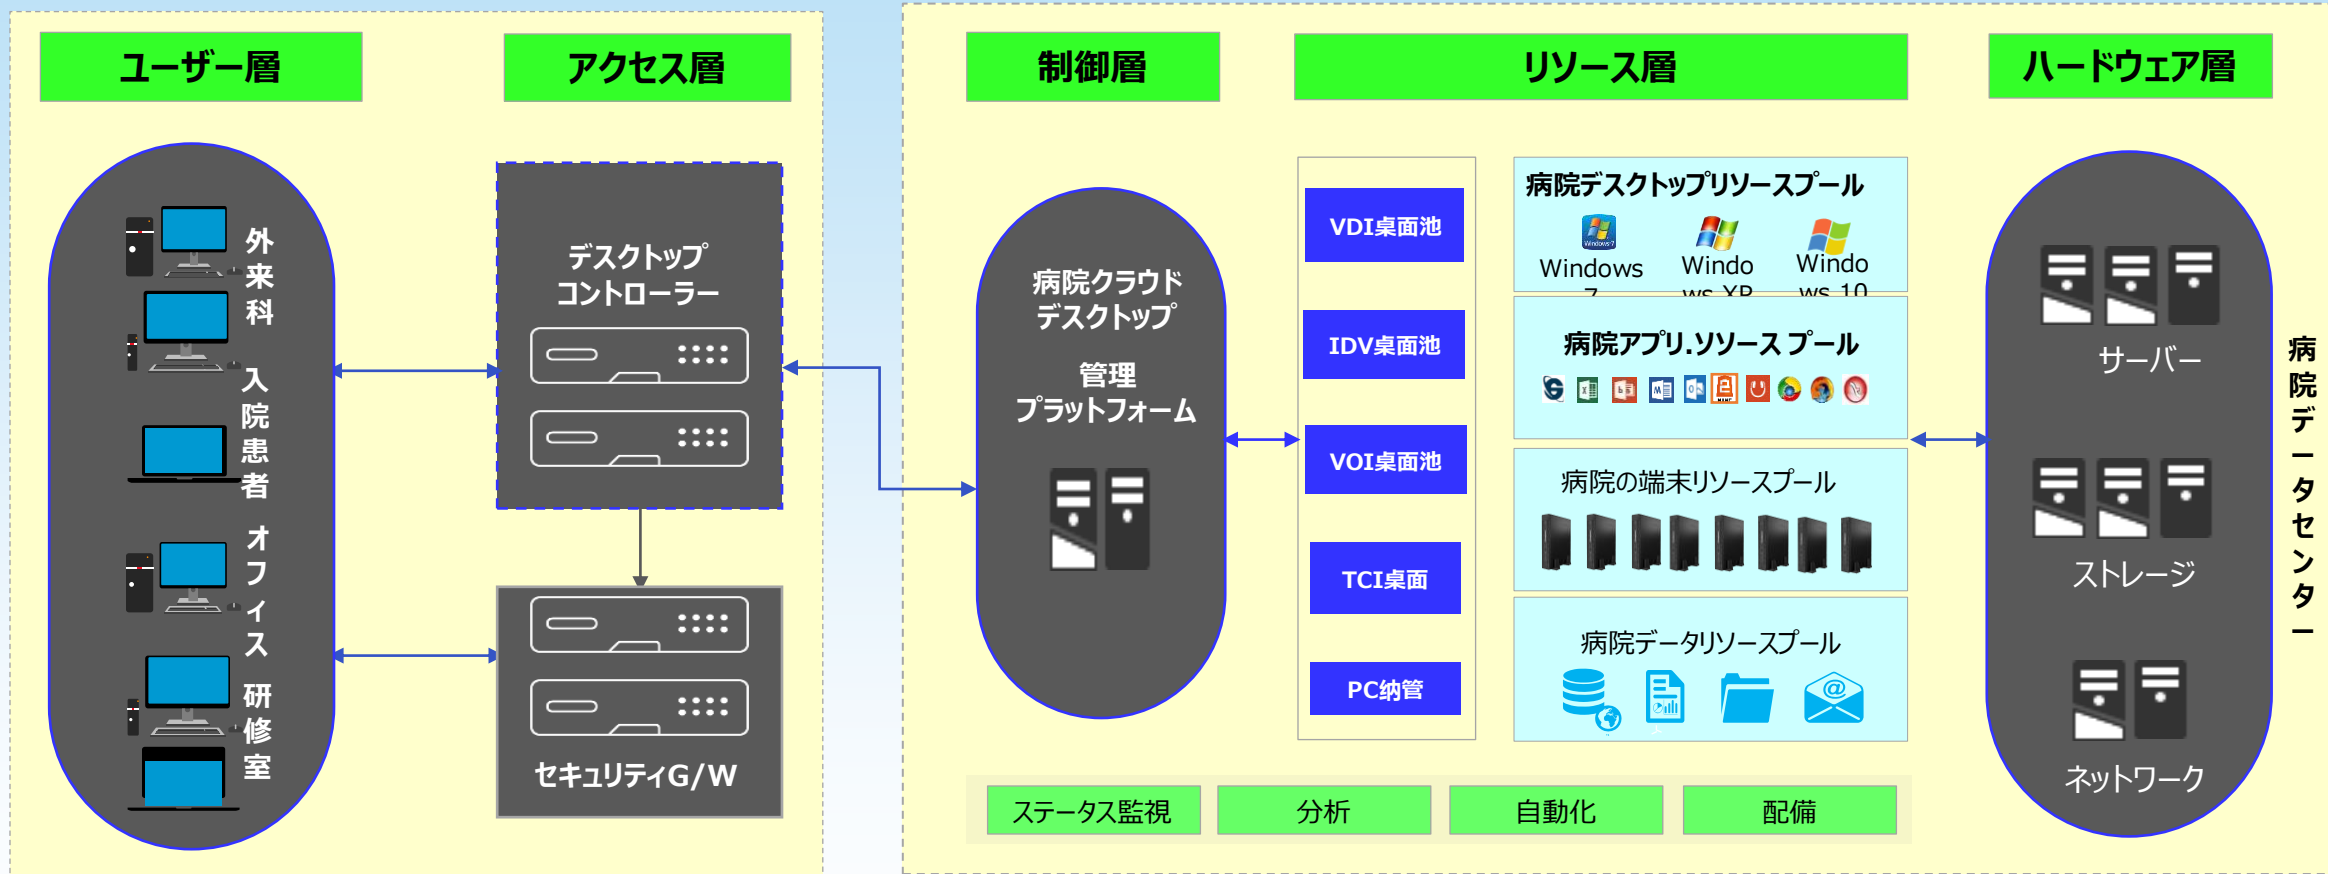 ユーザー層
アクセス層
制御層
リソース層
ハードウェア層
外来科
入院患者
オフィス
研修室
デスクトップ
コントローラー
セキュリティG/W
病院クラウド
デスクトップ
管理
プラットフォーム
VDI桌面池
IDV桌面池
VOI桌面池
TCI桌面
PC纳管
病院デスクトップリソースプール
Windows
7
Windo
ws XP
Windo
ws 10
病院アプリ.ソソース プール
病院の端末リソースプール
病院データリソースプール
サーバー
ストレージ
ネットワーク
病院データセンター
ステータス監視
分析
自動化
配備